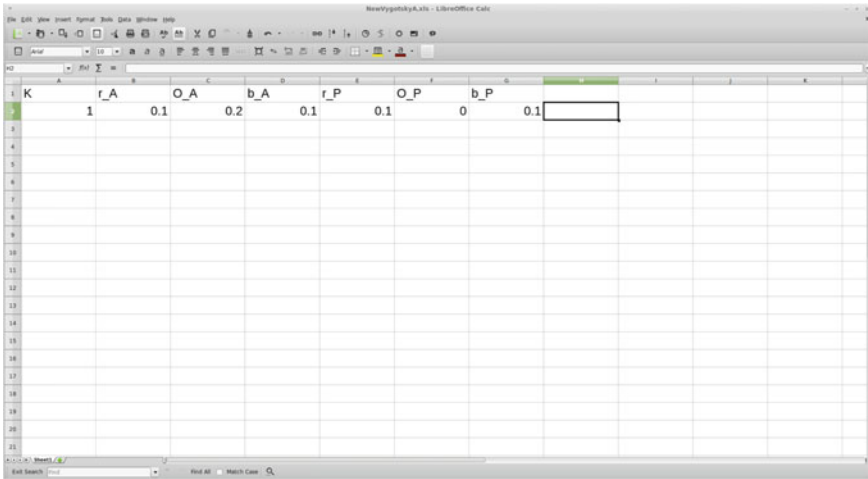 NewVygotskyA.xls - LibreOffice Calc
File Edit View Insert Format Tools Data Window Help
Arial 10
H2 f(x) Σ =
A B C D E F G H I J K
1 K r_A O_A b_A r_P O_P b_P
2 1 0.1 0.2 0.1 0.1 0 0.1
3
4
5
6
7
8
9
10
11
12
13
14
15
16
17
18
19
20
21
Sheet1
Exit Search Find Find All Match Case